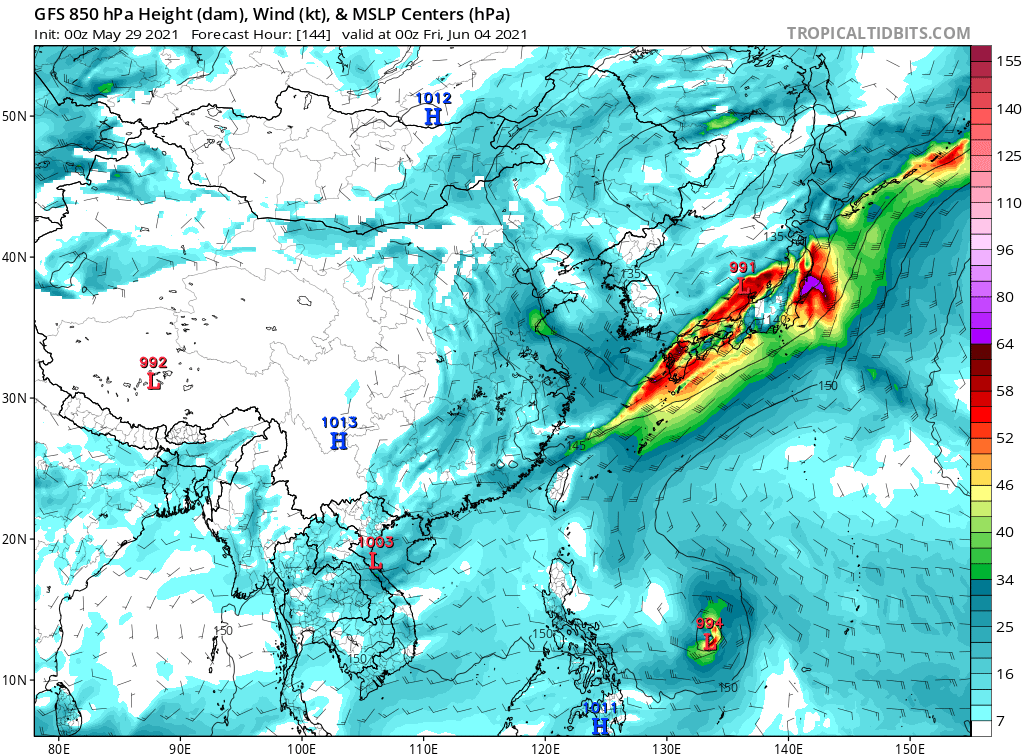 GFS 850 hPa Height (dam), Wind (kt), & MSLP Centers (hPa)
Init: 00z May 29 2021 Forecast Hour: [144] valid at 00z Fri, Jun 04 2021
TROPICALTIDBITS.COM
155
140
125
110
96
80
64
58
52
46
40
34
25
16
7
50N
40N
30N
20N
10N
1012
H
135
991
L
135
140
992
L
150
1013
H
145
1003
L
994
L
150
150
150
150
1011
H
80E
90E
100E
110E
120E
130E
140E
150E